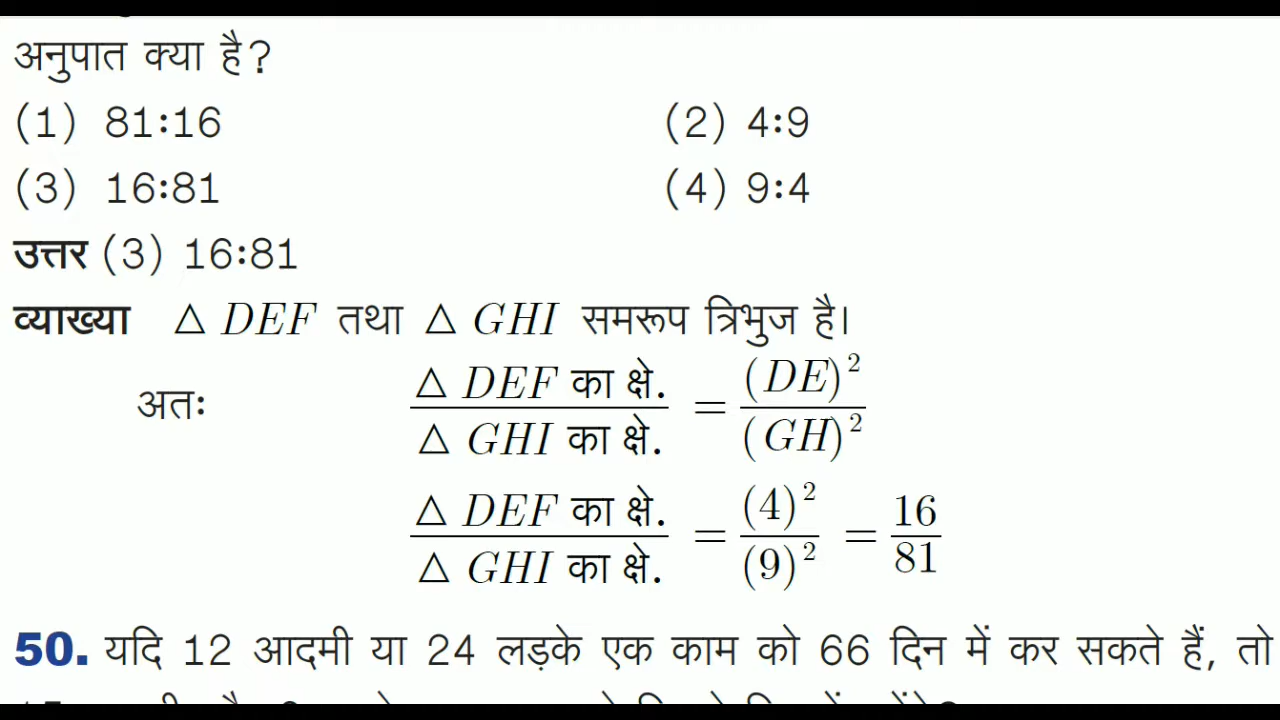 अनुपात क्या है?
(1) 81:16 (2) 4:9
(3) 16:81 (4) 9:4
उत्तर (3) 16:81
व्याख्या △ DEF तथा △ GHI समरूप त्रिभुज है।
अतः △ DEF का क्षे. / △ GHI का क्षे. = (DE)² / (GH)²
△ DEF का क्षे. / △ GHI का क्षे. = (4)² / (9)² = 16 / 81
50. यदि 12 आदमी या 24 लड़के एक काम को 66 दिन में कर सकते हैं, तो